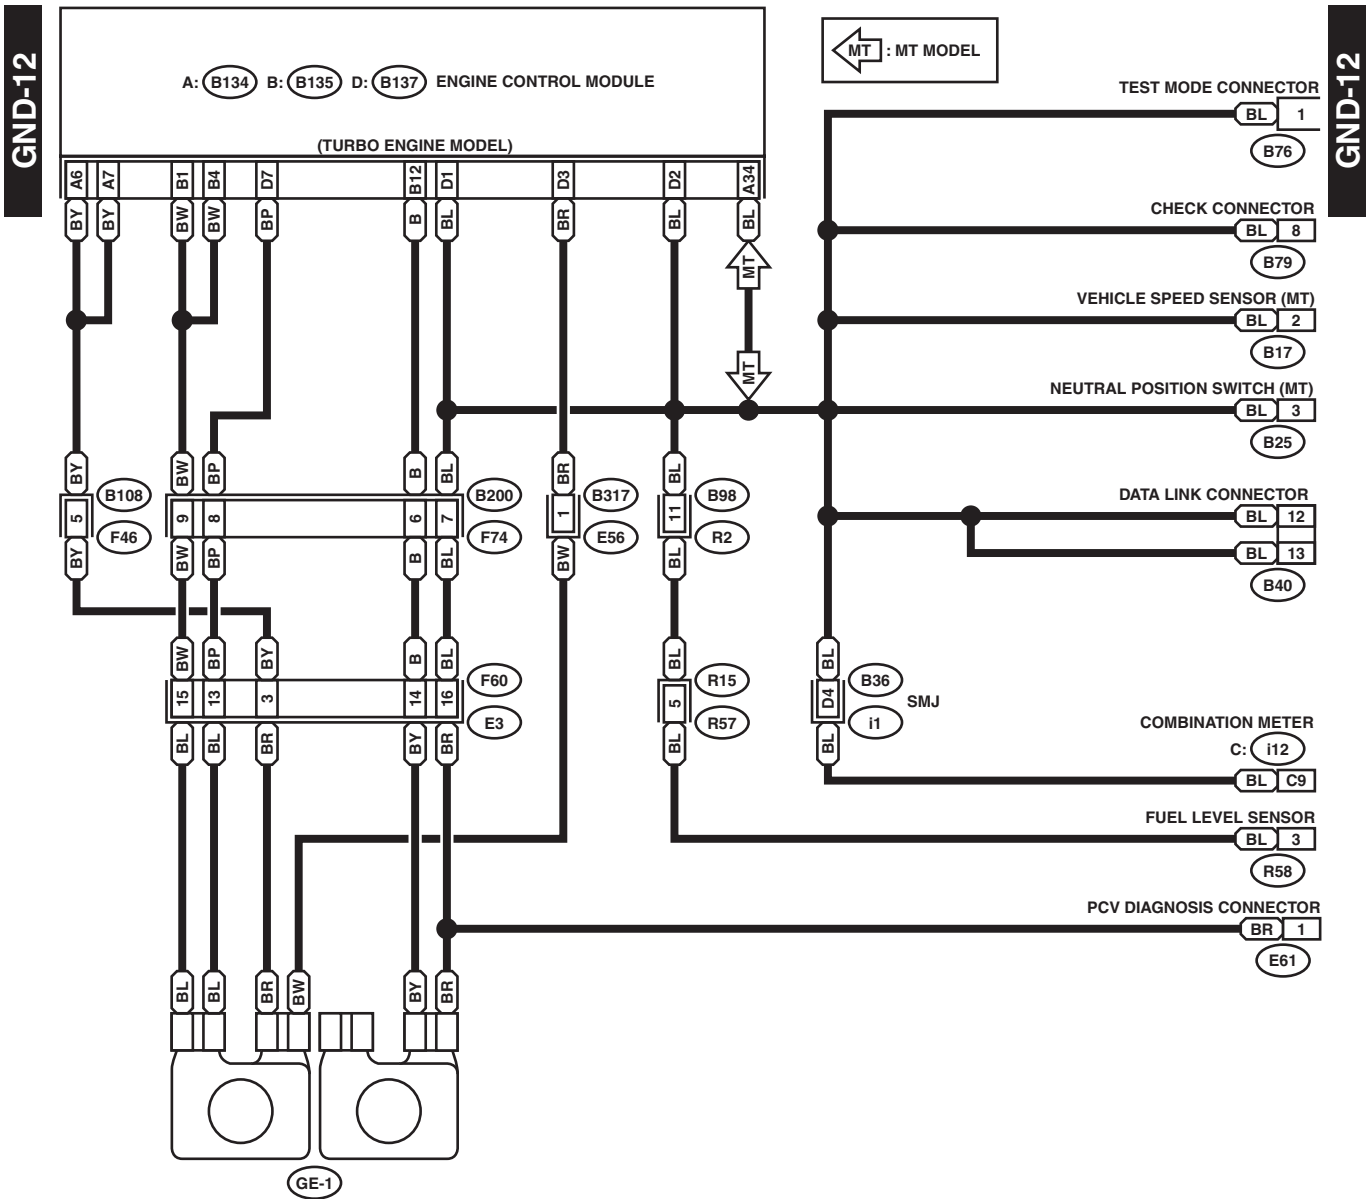 GND-12
GND-12
MT : MT MODEL
A: B134 B: B135 D: B137 ENGINE CONTROL MODULE
(TURBO ENGINE MODEL)
A6 A7 B1 B4 D7 B12 D1 D3 D2 A34
BY BY BW BW BP B BL BR BL BL
TEST MODE CONNECTOR
BL 1
B76
CHECK CONNECTOR
BL 8
B79
MT
VEHICLE SPEED SENSOR (MT)
BL 2
B17
MT
NEUTRAL POSITION SWITCH (MT)
BL 3
B25
BY BW BP B BL BR BL
B108 B200 B317 B98
5 9 8 6 7 1 11
F46 F74 E56 R2
BY BW BP B BL BW BL
DATA LINK CONNECTOR
BL 12
BL 13
B40
BW BP BY B BL BL BL
F60 R15 B36
15 13 3 14 16 5 D4
SMJ
E3 R57 i1
BL BL BR BY BR BL BL
COMBINATION METER
C: i12
BL C9
FUEL LEVEL SENSOR
BL 3
R58
PCV DIAGNOSIS CONNECTOR
BR 1
E61
BL BL BR BW BY BR
GE-1